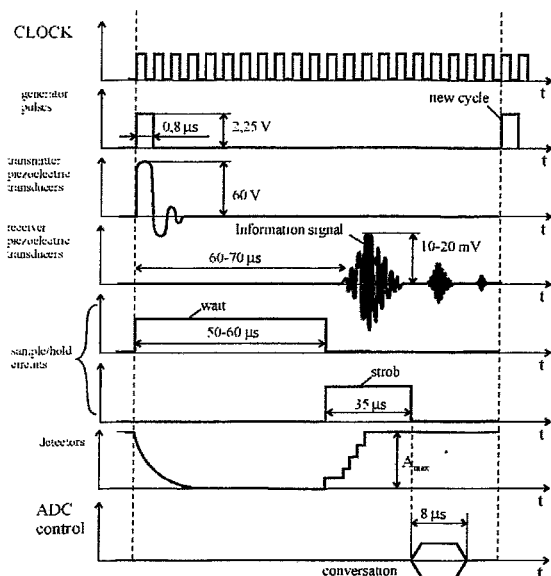 CLOCK
t
generator
pulses
0,8 μs
2,25 V
new cycle
t
transmitter
piezoelectric
transducers
60 V
t
receiver
piezoelectric
transducers
Information signal
60-70 μs
10-20 mV
t
wait
50-60 μs
t
sample/hold
circuits
strob
35 μs
t
detectors
Amax
t
ADC
control
8 μs
conversation
t